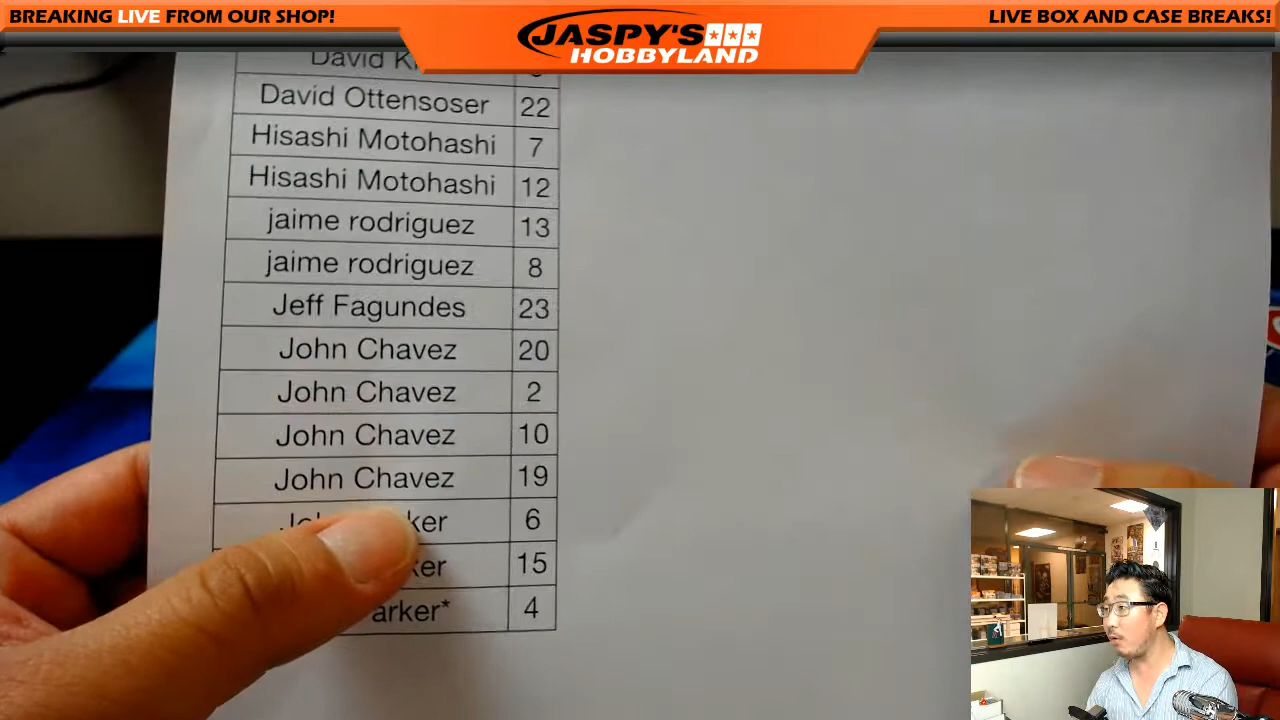 BREAKING LIVE FROM OUR SHOP!
JASPY'S
HOBBYLAND
LIVE BOX AND CASE BREAKS!
David
David Ottensoser 22
Hisashi Motohashi 7
Hisashi Motohashi 12
jaime rodriguez 13
jaime rodriguez 8
Jeff Fagundes 23
John Chavez 20
John Chavez 2
John Chavez 10
John Chavez 19
6
15
4